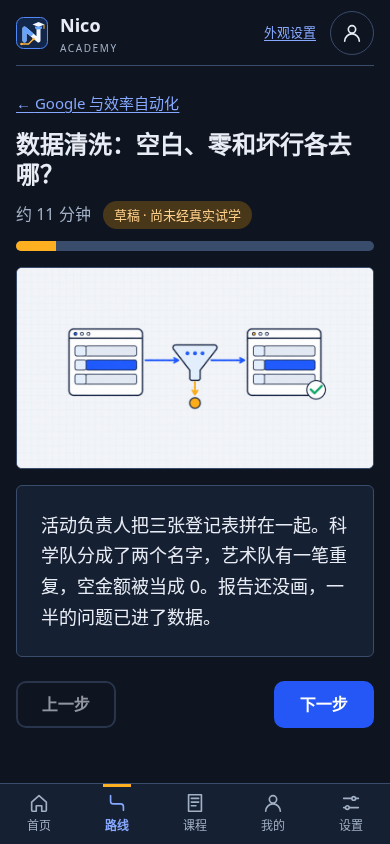 Nico
ACADEMY
外观设置
← Google 与效率自动化
数据清洗：空白、零和坏行各去
哪？
约 11 分钟
草稿 · 尚未经真实试学
活动负责人把三张登记表拼在一起。科
学队分成了两个名字，艺术队有一笔重
复，空金额被当成 0。报告还没画，一
半的问题已进了数据。
上一步
下一步
首页
路线
课程
我的
设置